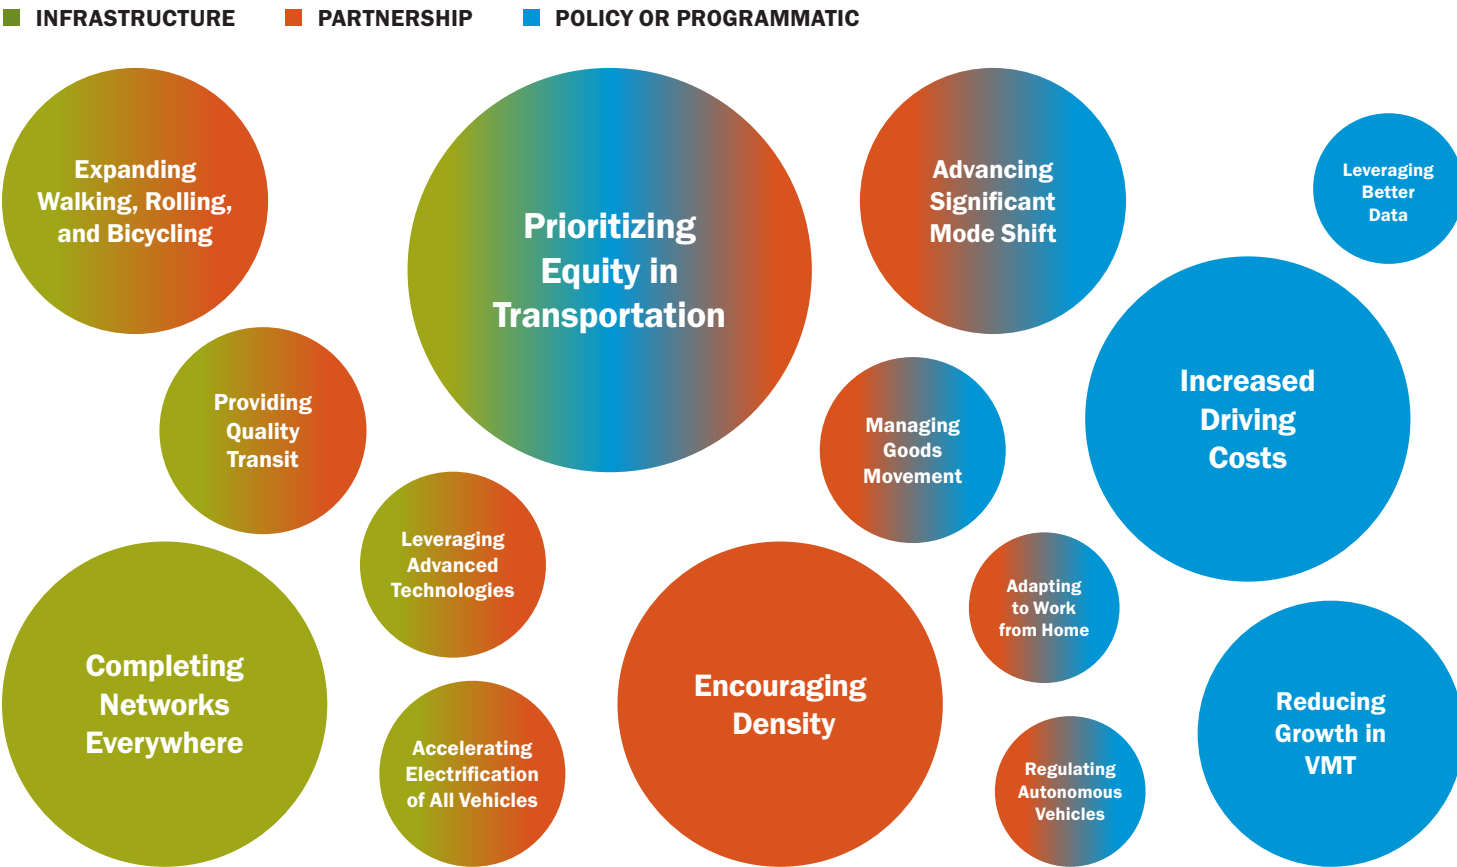 INFRASTRUCTURE
PARTNERSHIP
POLICY OR PROGRAMMATIC
Expanding
Walking, Rolling,
and Bicycling
Prioritizing
Equity in
Transportation
Advancing
Significant
Mode Shift
Leveraging
Better
Data
Providing
Quality
Transit
Managing
Goods
Movement
Increased
Driving
Costs
Leveraging
Advanced
Technologies
Adapting
to Work
from Home
Completing
Networks
Everywhere
Encouraging
Density
Accelerating
Electrification
of All Vehicles
Regulating
Autonomous
Vehicles
Reducing
Growth in
VMT